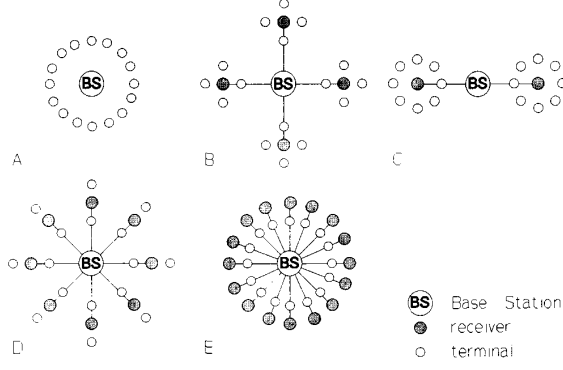 BS
BS
BS
A
B
C
BS
BS
BS Base Station
receiver
terminal
D
E